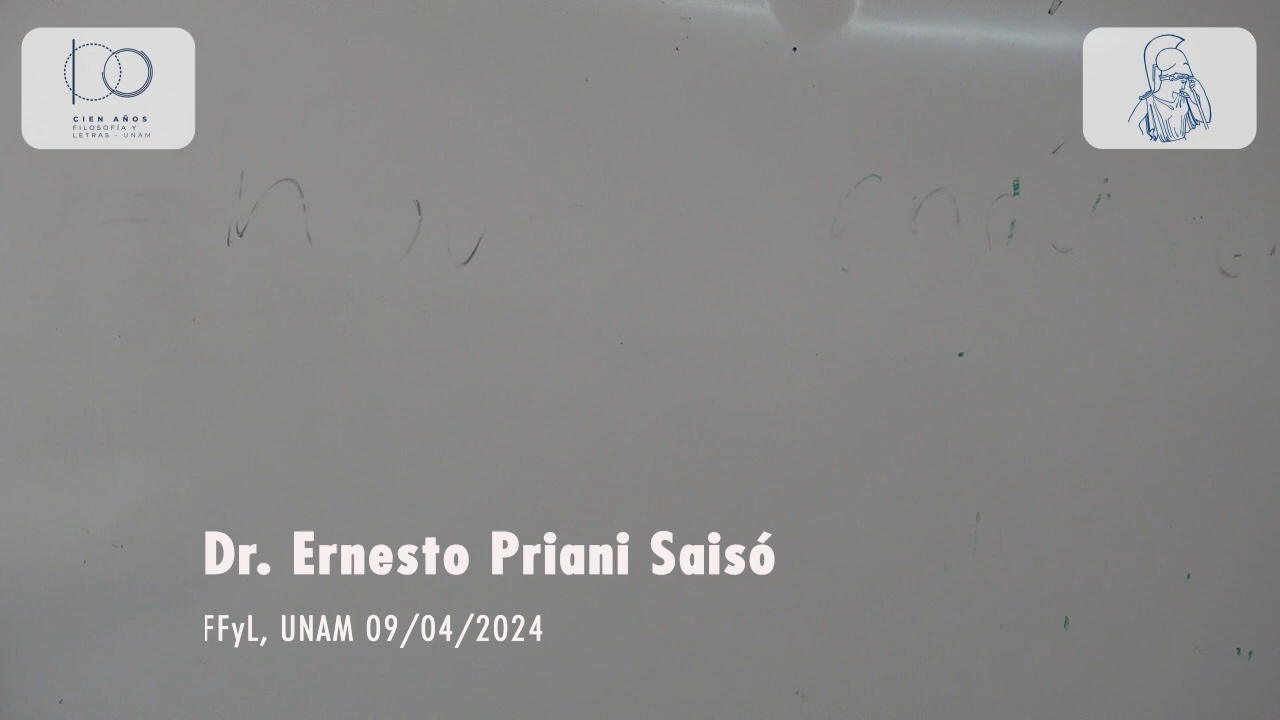 CIEN AÑOS
FILOSOFÍA Y
LETRAS - UNAM
Dr. Ernesto Priani Saisó
FFyL, UNAM 09/04/2024